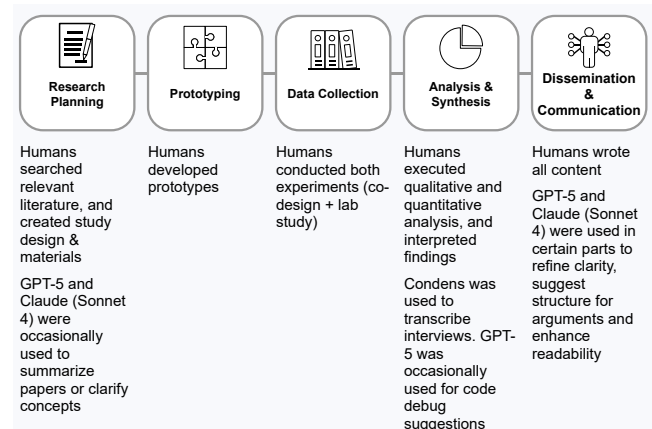 Research
Planning
Prototyping
Data Collection
Analysis &
Synthesis
Dissemination
&
Communication
Humans
searched
relevant
literature, and
created study
design &
materials
GPT-5 and
Claude (Sonnet
4) were
occasionally
used to
summarize
papers or clarify
concepts
Humans
developed
prototypes
Humans
conducted both
experiments (co-
design + lab
study)
Humans
executed
qualitative and
quantitative
analysis, and
interpreted
findings
Condens was
used to
transcribe
interviews. GPT-
5 was
occasionally
used for code
debug
suggestions
Humans wrote
all content
GPT-5 and
Claude (Sonnet
4) were used in
certain parts to
refine clarity,
suggest
structure for
arguments and
enhance
readability